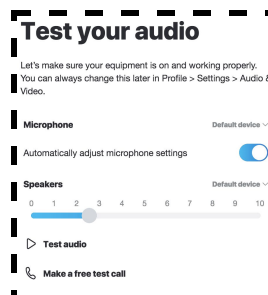 Test your audio
Let's make sure your equipment is on and working properly.
You can always change this later in Profile > Settings > Audio &
Video.
Microphone Default device
Automatically adjust microphone settings
Speakers Default device
0 1 2 3 4 5 6 7 8 9 10
Test audio
Make a free test call